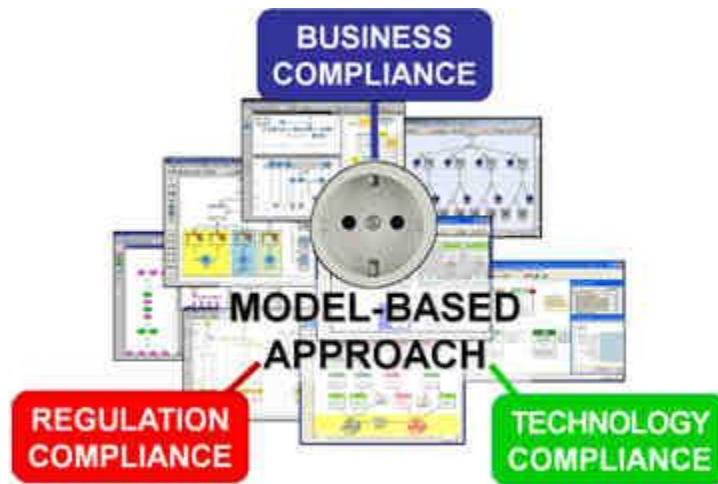 BUSINESS
COMPLIANCE
MODEL-BASED
APPROACH
REGULATION
COMPLIANCE
TECHNOLOGY
COMPLIANCE